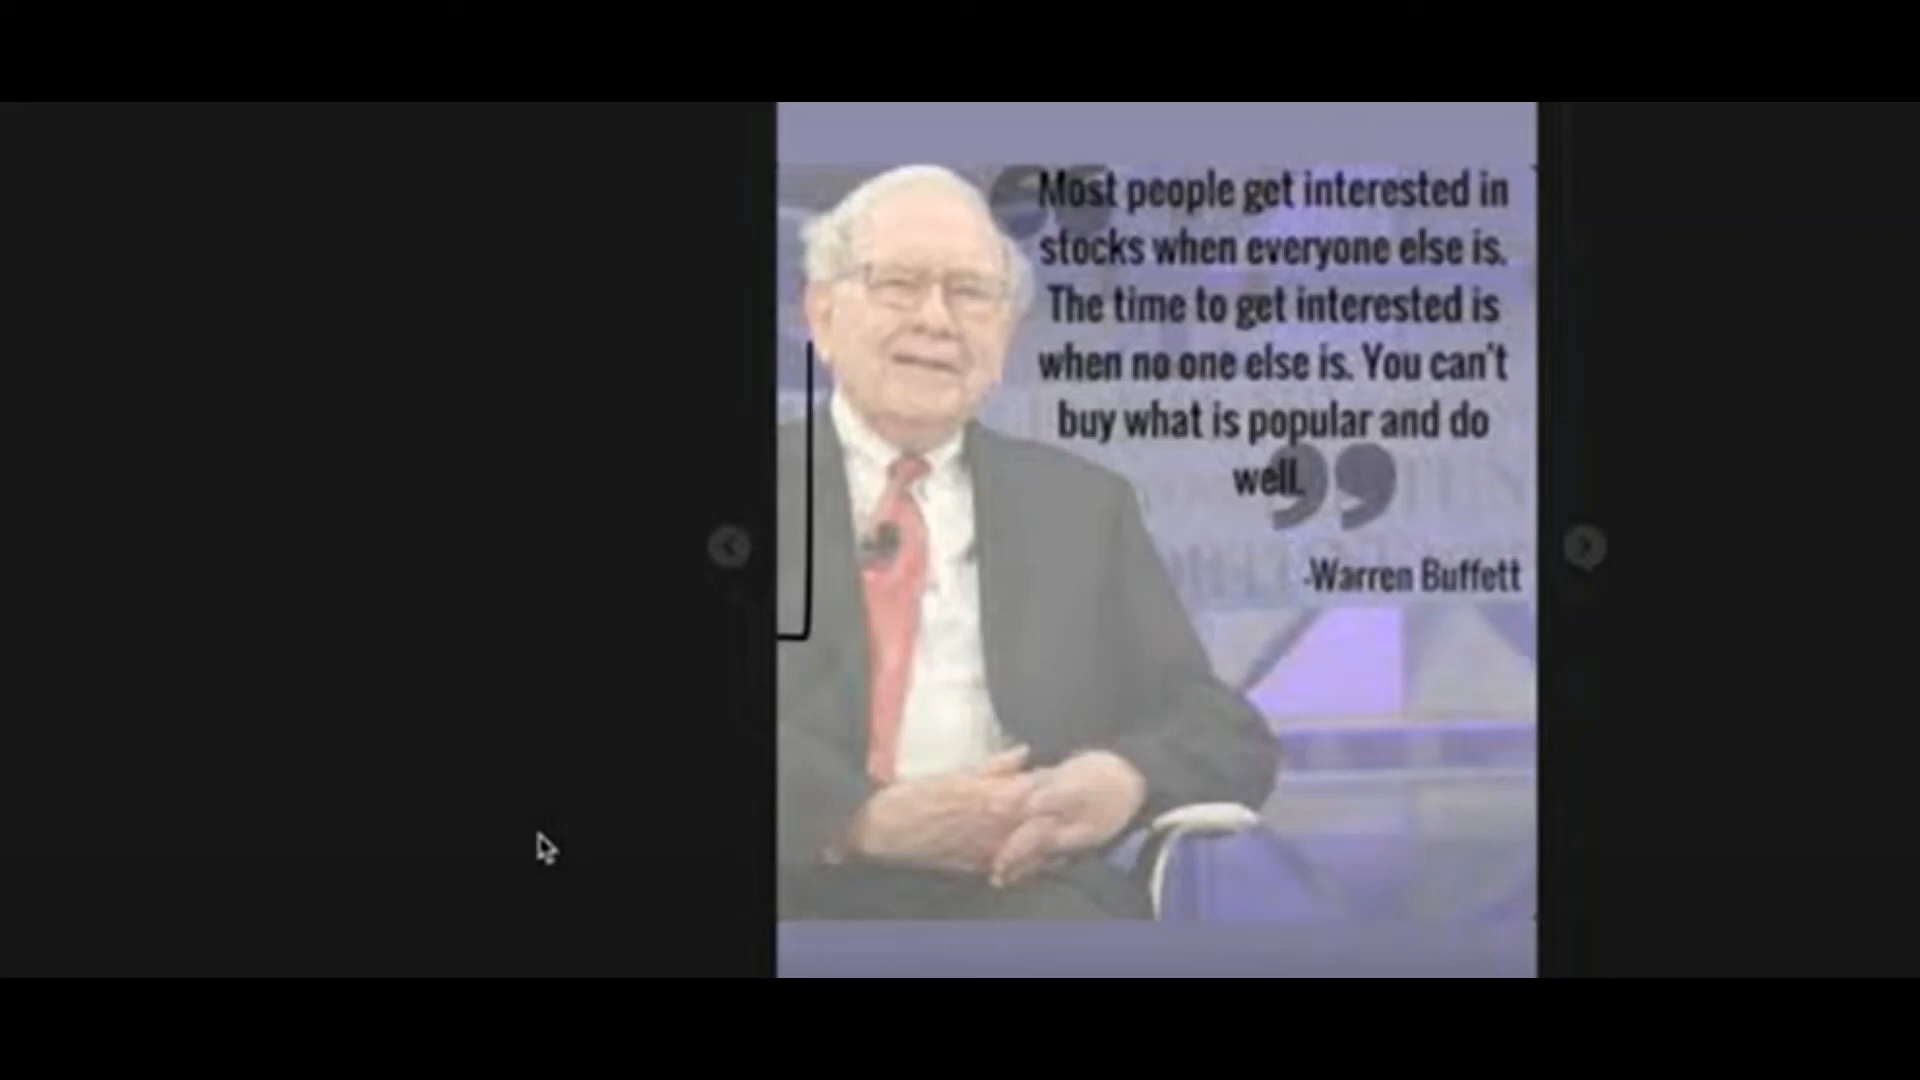 Most people get interested in
stocks when everyone else is.
The time to get interested is
when no one else is. You can't
buy what is popular and do
well.
-Warren Buffett